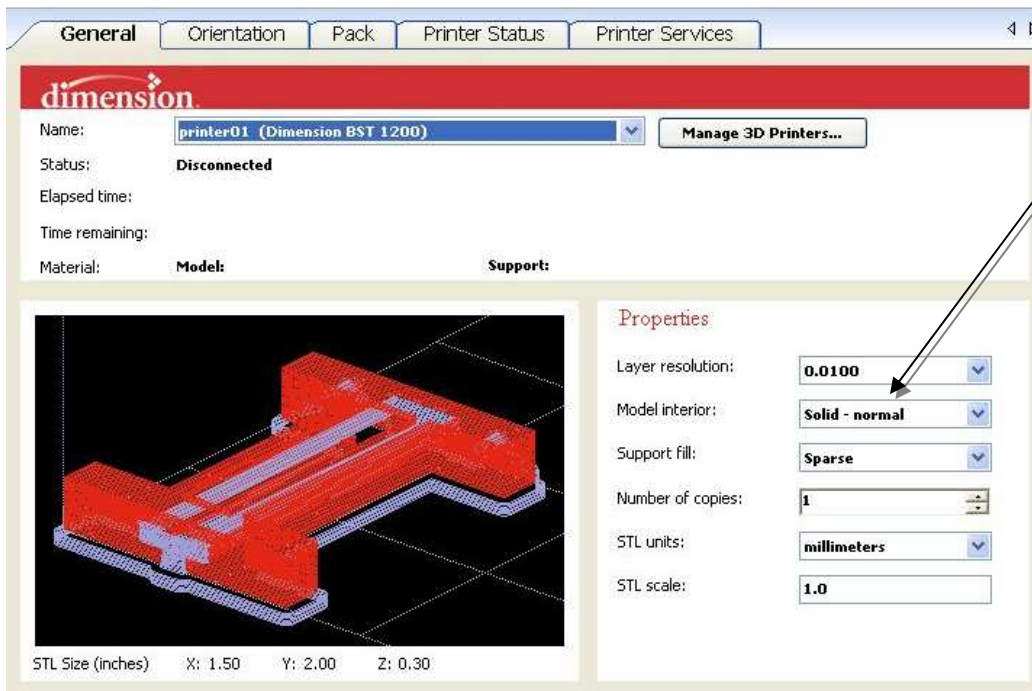 General Orientation Pack Printer Status Printer Services
dimension
Name: printer01 (Dimension BST 1200) Manage 3D Printers...
Status: Disconnected
Elapsed time:
Time remaining:
Material: Model: Support:
Properties
Layer resolution: 0.0100
Model interior: Solid - normal
Support fill: Sparse
Number of copies: 1
STL units: millimeters
STL scale: 1.0
STL Size (inches) X: 1.50 Y: 2.00 Z: 0.30